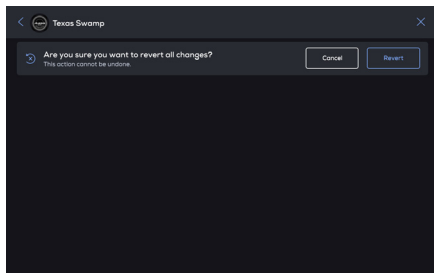 Texas Swamp
Are you sure you want to revert all changes?
This action cannot be undone.
Cancel
Revert